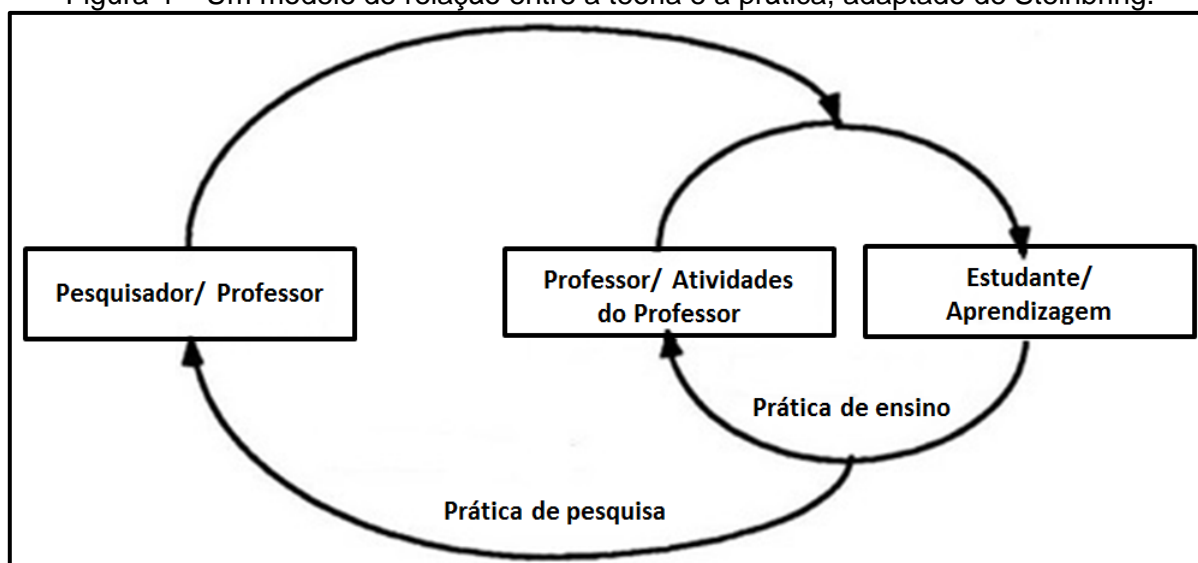 Figura 4 – Um modelo de relação entre a teoria e a prática, adaptado de Steinbring.
Pesquisador/ Professor
Professor/ Atividades
do Professor
Estudante/
Aprendizagem
Prática de ensino
Prática de pesquisa